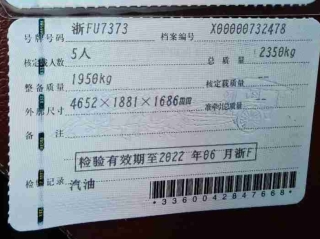 号牌号码 浙FU7373 档案编号 X00000732478
核定载人数 5人 总质量 2350kg
整备质量 1950kg 核定载质量 --
外廓尺寸 4652×1881×1686mm 准牵引总质量 --
备注
检验有效期至2022年06月浙F
检验记录 汽油
*3360042847668*